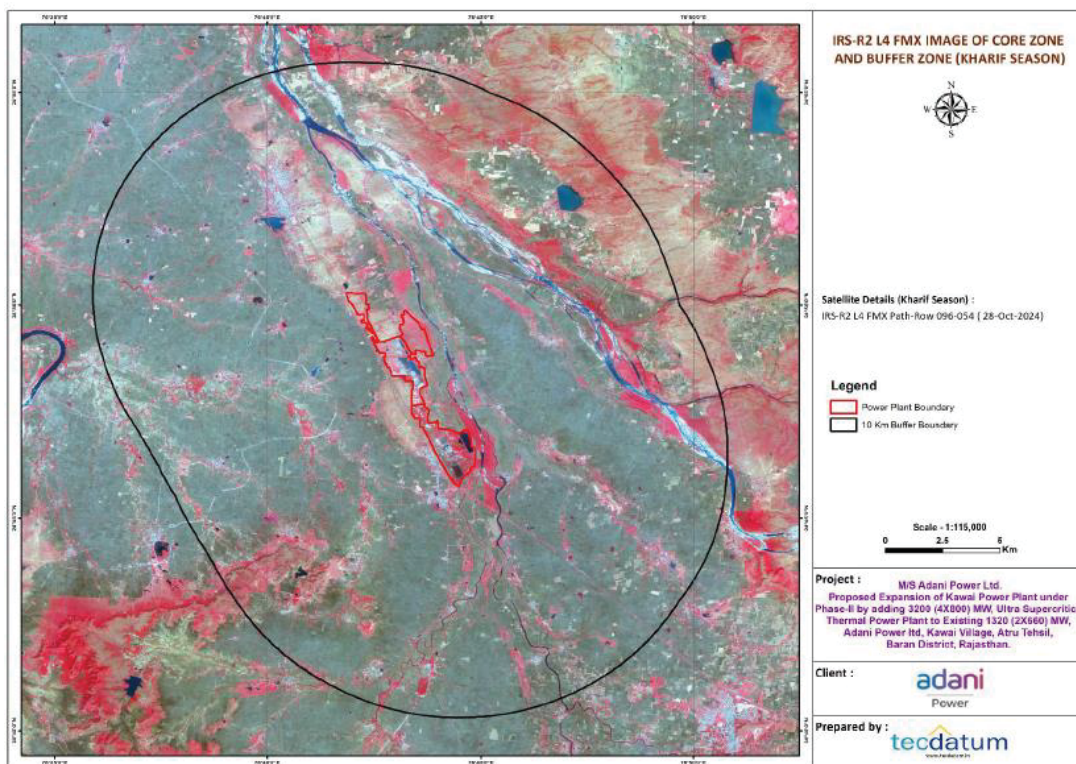 IRS-R2 L4 FMX IMAGE OF CORE ZONE
AND BUFFER ZONE (KHARIF SEASON)
N
W E
S
Satellite Details (Kharif Season) :
IRS-R2 L4 FMX Path-Row 096-054 ( 28-Oct-2024)
Legend
Power Plant Boundary
10 Km Buffer Boundary
Scale - 1:115,000
0 2.5 5
Km
Project :
M/S Adani Power Ltd.
Proposed Expansion of Kawai Power Plant under
Phase-II by adding 3200 (4X800) MW, Ultra Supercritic
Thermal Power Plant to Existing 1320 (2X660) MW,
Adani Power ltd, Kawai Village, Atru Tehsil,
Baran District, Rajasthan.
Client :
adani
Power
Prepared by :
tecdatum
www.tecdatum.in